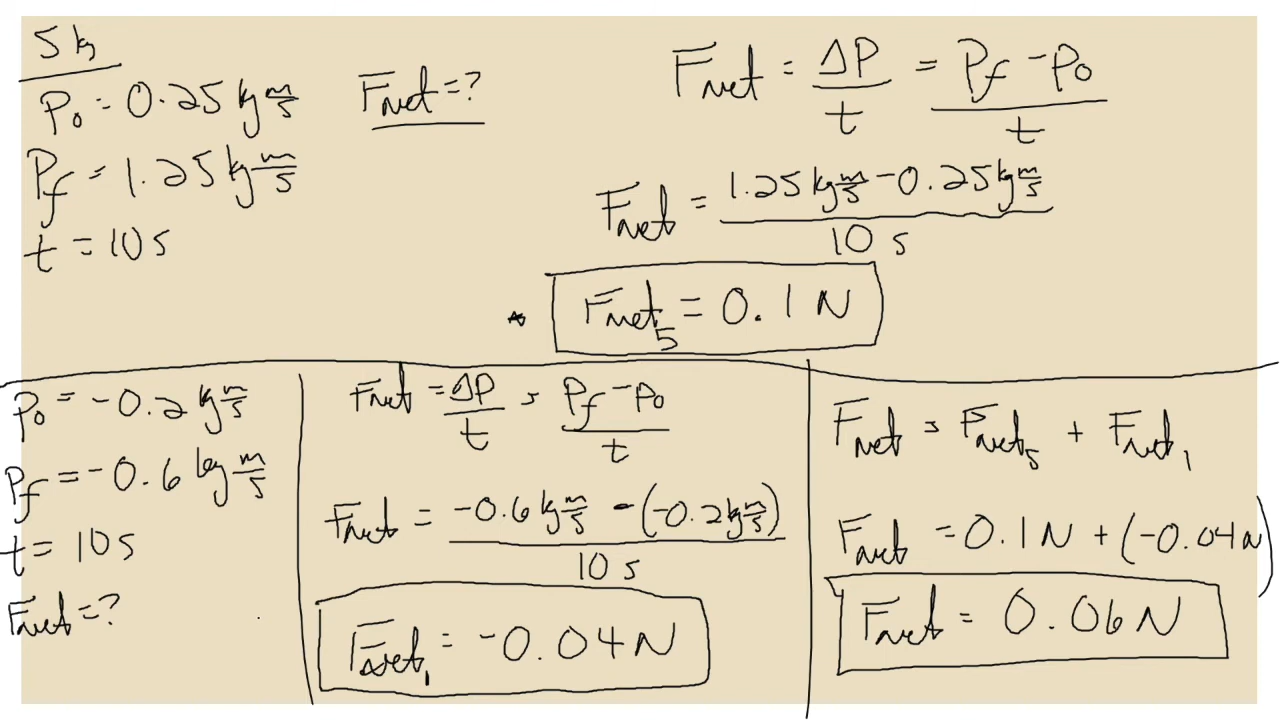 5 kg
P₀ = 0.25 kg m/s
Pf = 1.25 kg m/s
t = 10 s
Fnet = ?
Fnet = ΔP/t = (Pf - P₀)/t
Fnet = (1.25 kg m/s - 0.25 kg m/s)/10 s
Fnet₅ = 0.1 N
P₀ = -0.2 kg m/s
Pf = -0.6 kg m/s
t = 10 s
Fnet = ?
Fnet = ΔP/t = (Pf - P₀)/t
Fnet = (-0.6 kg m/s - (-0.2 kg m/s))/10 s
Fnet₁ = -0.04 N
Fnet = Fnet₅ + Fnet₁
Fnet = 0.1 N + (-0.04 N)
Fnet = 0.06 N